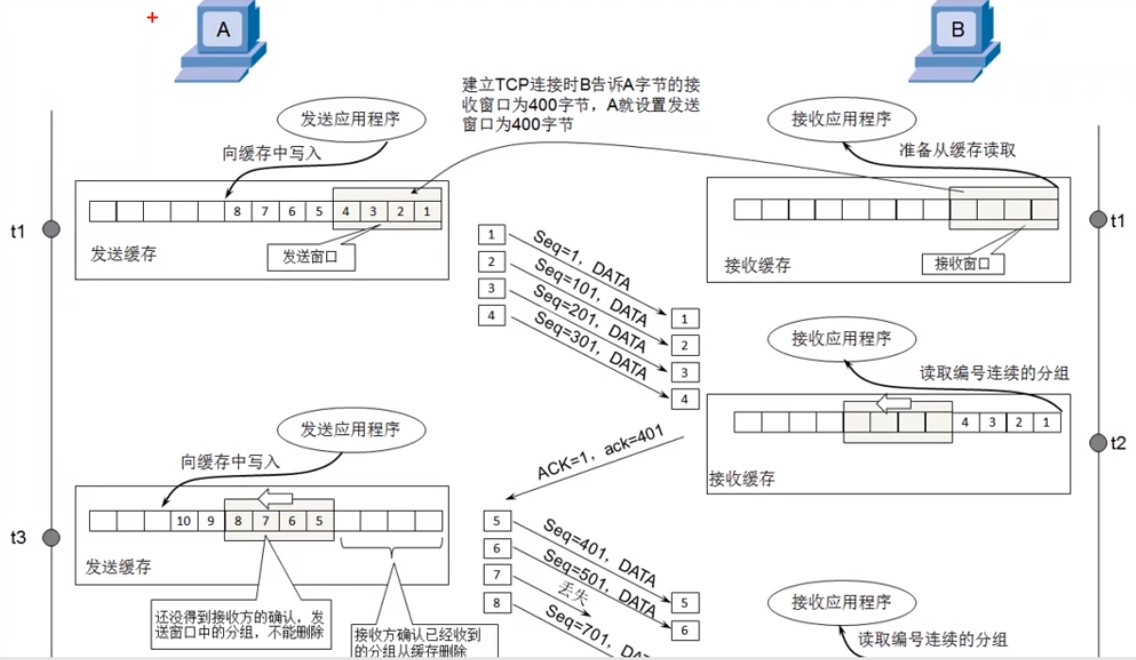 A
B
建立TCP连接时B告诉A字节的接
收窗口为400字节，A就设置发送
窗口为400字节
发送应用程序
接收应用程序
向缓存中写入
准备从缓存读取
8 7 6 5 4 3 2 1
t1
t1
发送窗口
发送缓存
接收窗口
接收缓存
1
2
3
4
Seq=1，DATA
Seq=101，DATA
Seq=201，DATA
Seq=301，DATA
1
2
3
4
接收应用程序
读取编号连续的分组
4 3 2 1
t2
接收缓存
ACK=1，ack=401
发送应用程序
向缓存中写入
10 9 8 7 6 5
t3
发送缓存
还没得到接收方的确认，发
送窗口中的分组，不能删除
接收方确认已经收到
的分组从缓存删除
5
6
7
8
Seq=401，DATA
Seq=501，DATA
丢失
Seq=701，DAT
5
6
接收应用程序
读取编号连续的分组